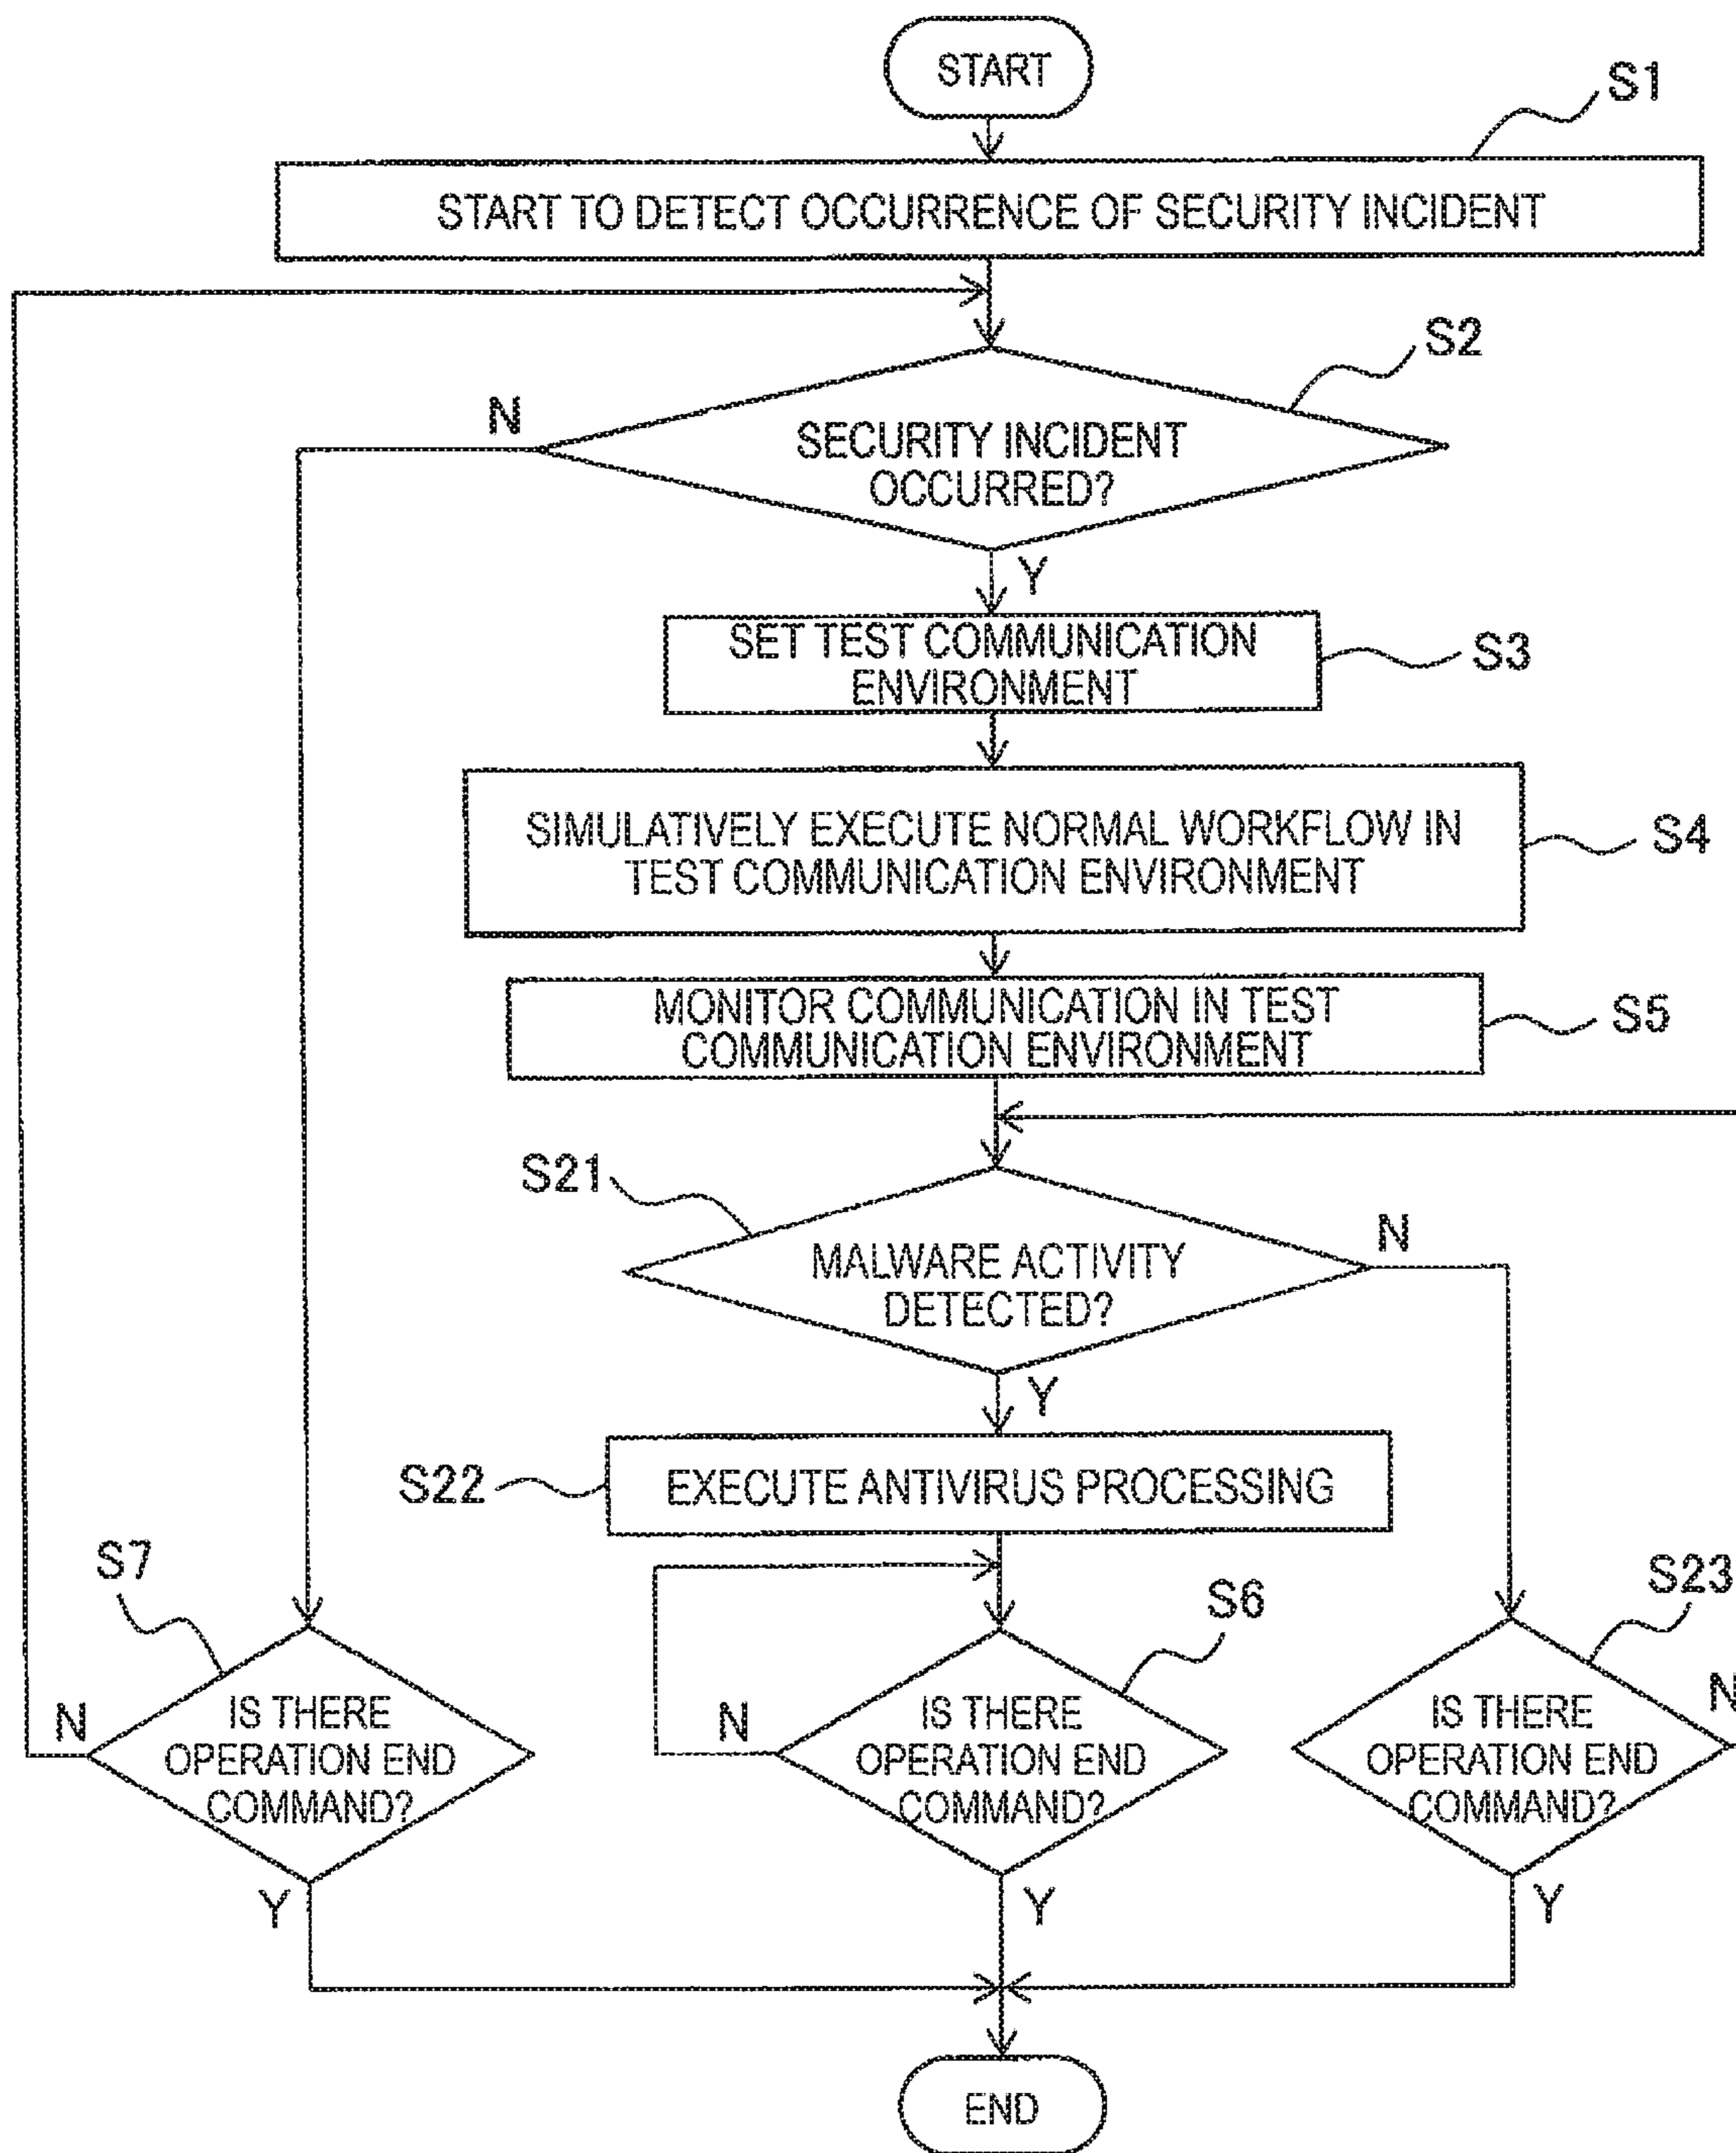 START
S1
START TO DETECT OCCURRENCE OF SECURITY INCIDENT
S2
N
SECURITY INCIDENT
OCCURRED?
Y
SET TEST COMMUNICATION
ENVIRONMENT
S3
SIMULATIVELY EXECUTE NORMAL WORKFLOW IN
TEST COMMUNICATION ENVIRONMENT
S4
MONITOR COMMUNICATION IN TEST
COMMUNICATION ENVIRONMENT
S5
S21
N
MALWARE ACTIVITY
DETECTED?
Y
S22
EXECUTE ANTIVIRUS PROCESSING
S7
S6
S23
N
IS THERE
OPERATION END
COMMAND?
Y
N
IS THERE
OPERATION END
COMMAND?
Y
N
IS THERE
OPERATION END
COMMAND?
Y
END